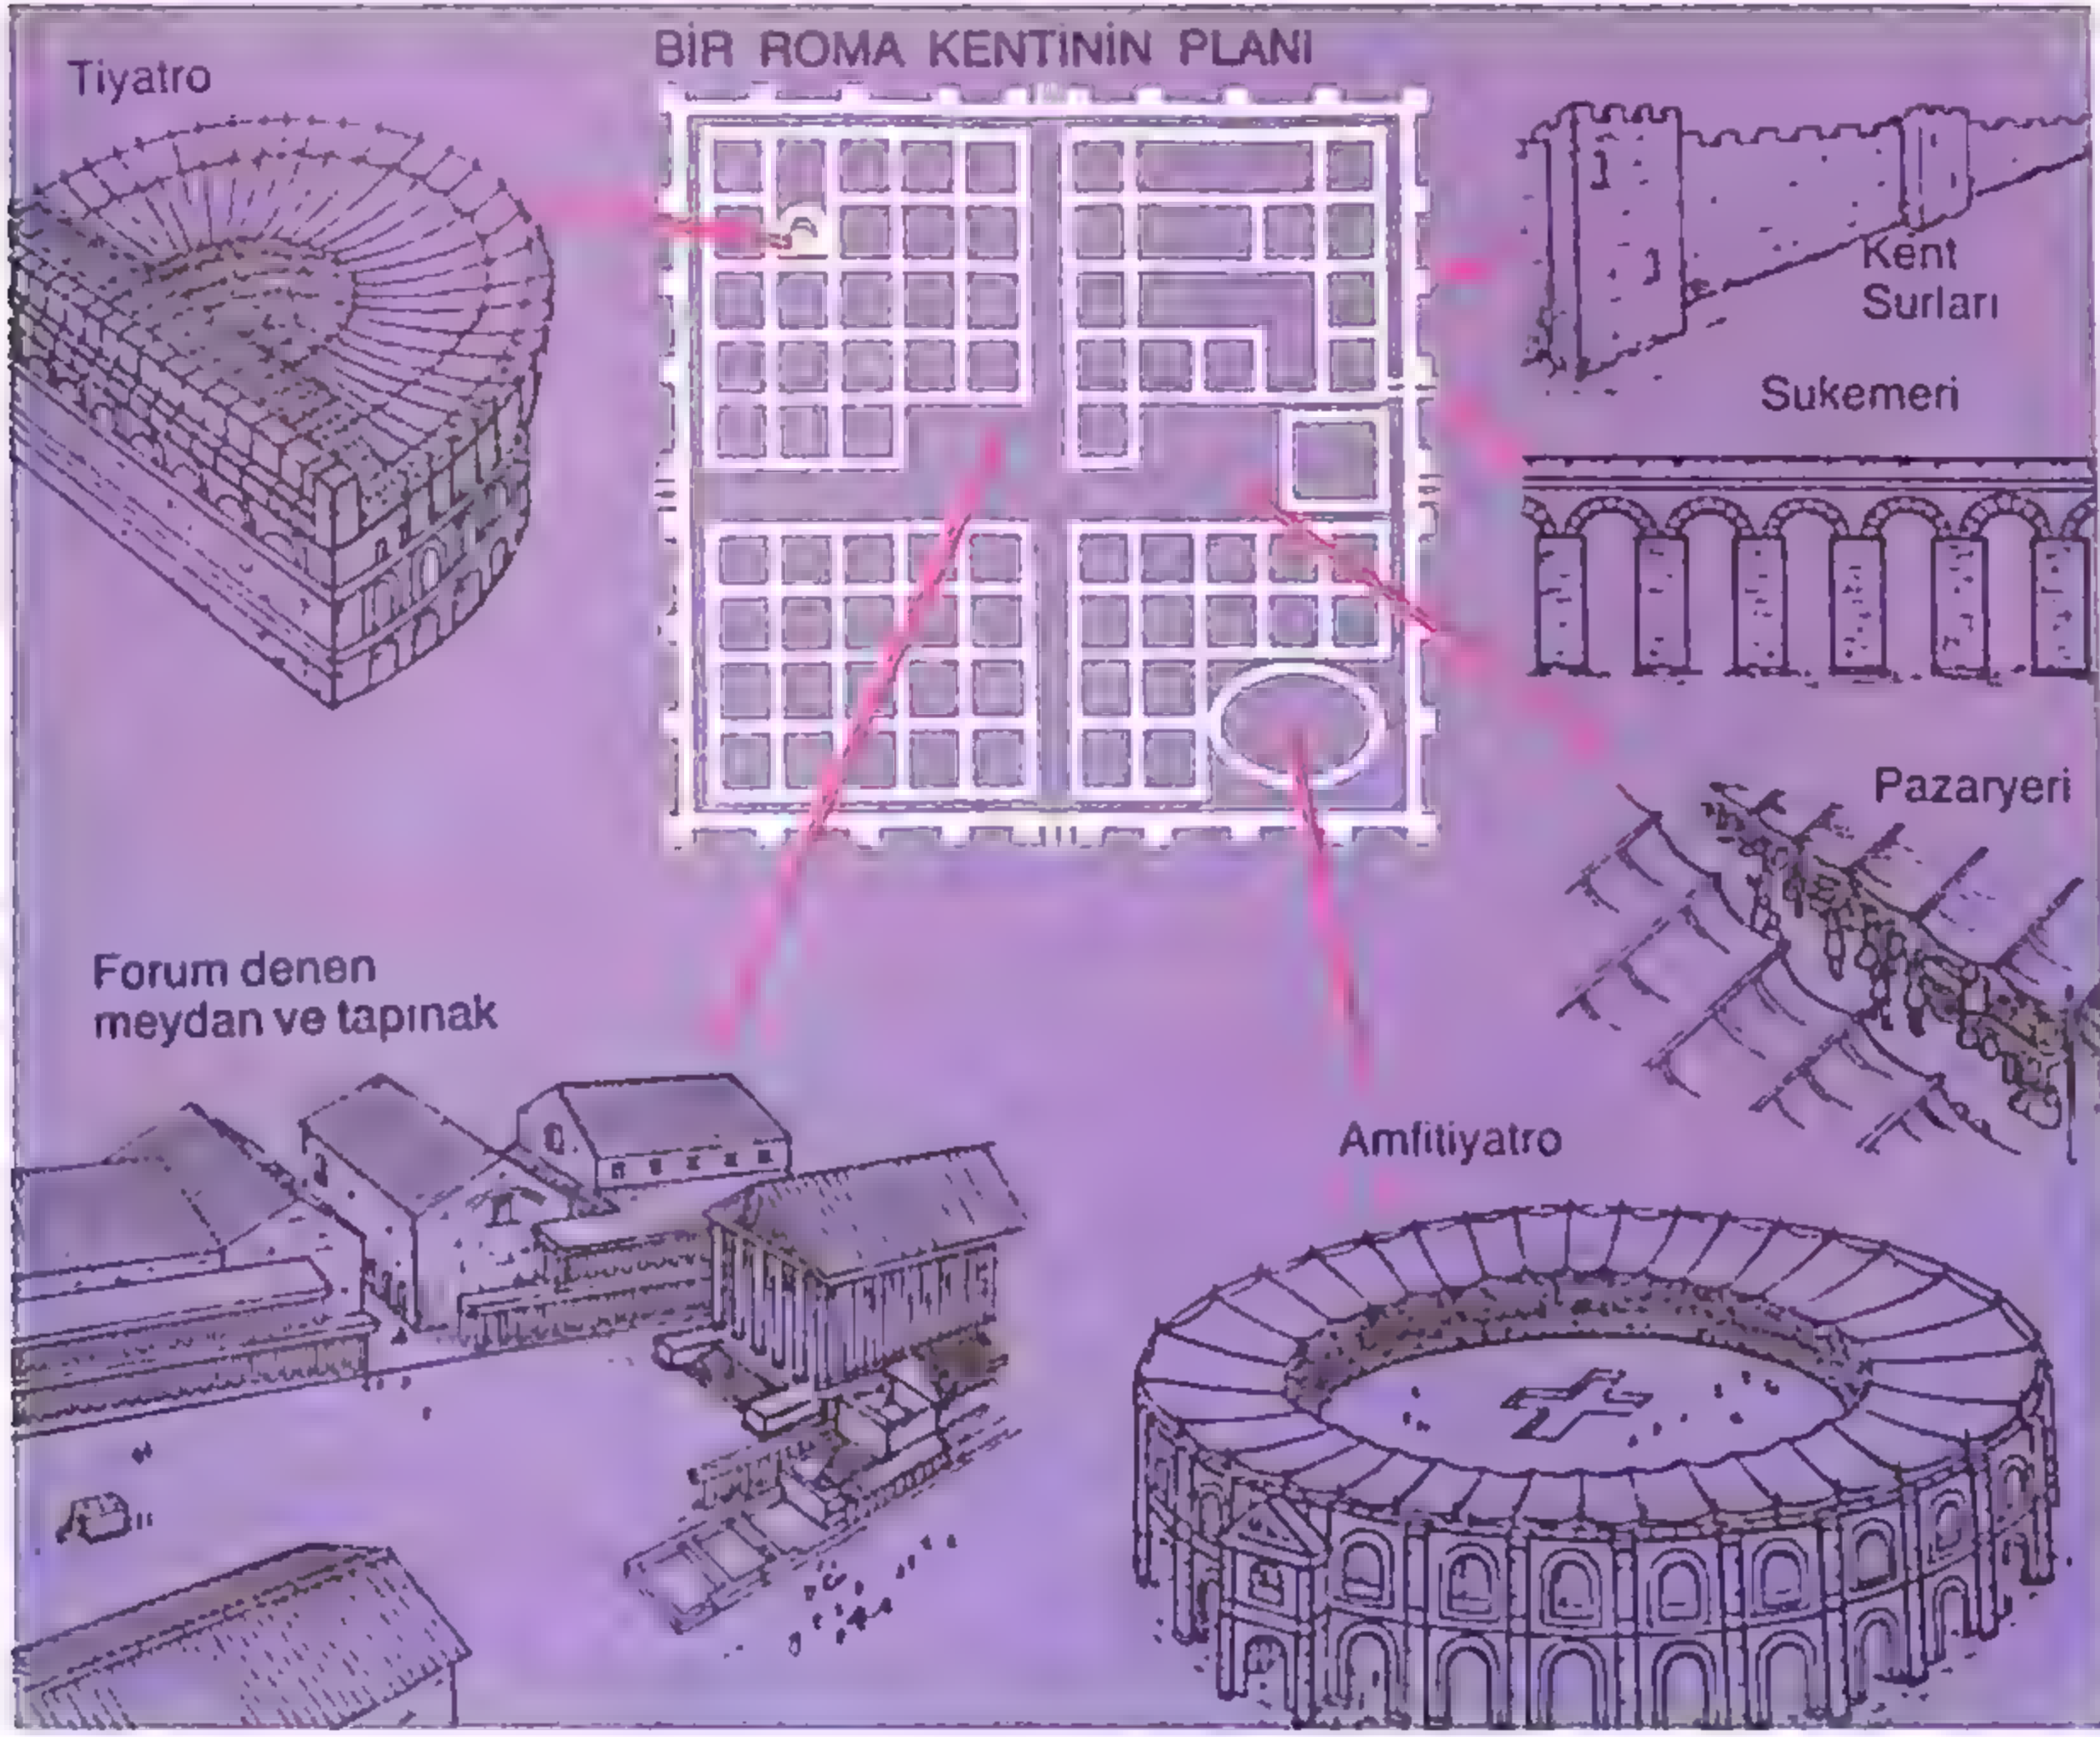 BİR ROMA KENTİNİN PLANI
Tiyatro
Kent
Surları
Sukemeri
Pazaryeri
Forum denen
meydan ve tapınak
Amfitiyatro